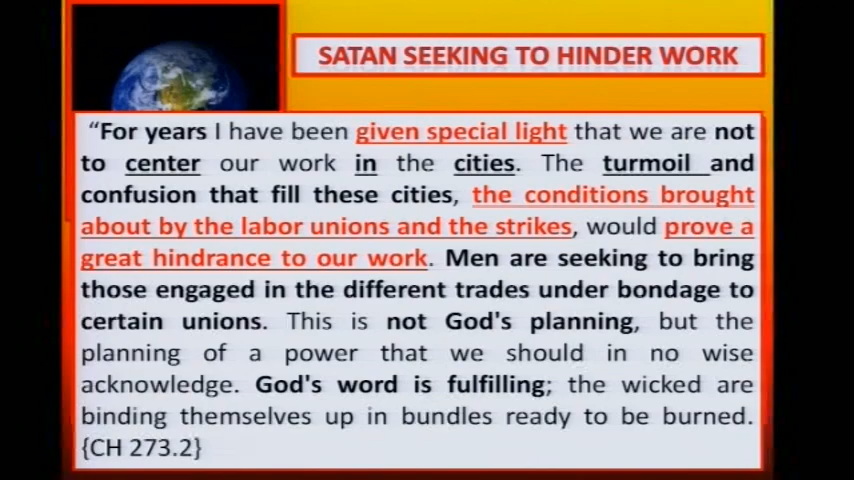 SATAN SEEKING TO HINDER WORK
“For years I have been given special light that we are not
to center our work in the cities. The turmoil and
confusion that fill these cities, the conditions brought
about by the labor unions and the strikes, would prove a
great hindrance to our work. Men are seeking to bring
those engaged in the different trades under bondage to
certain unions. This is not God's planning, but the
planning of a power that we should in no wise
acknowledge. God's word is fulfilling; the wicked are
binding themselves up in bundles ready to be burned.
{CH 273.2}